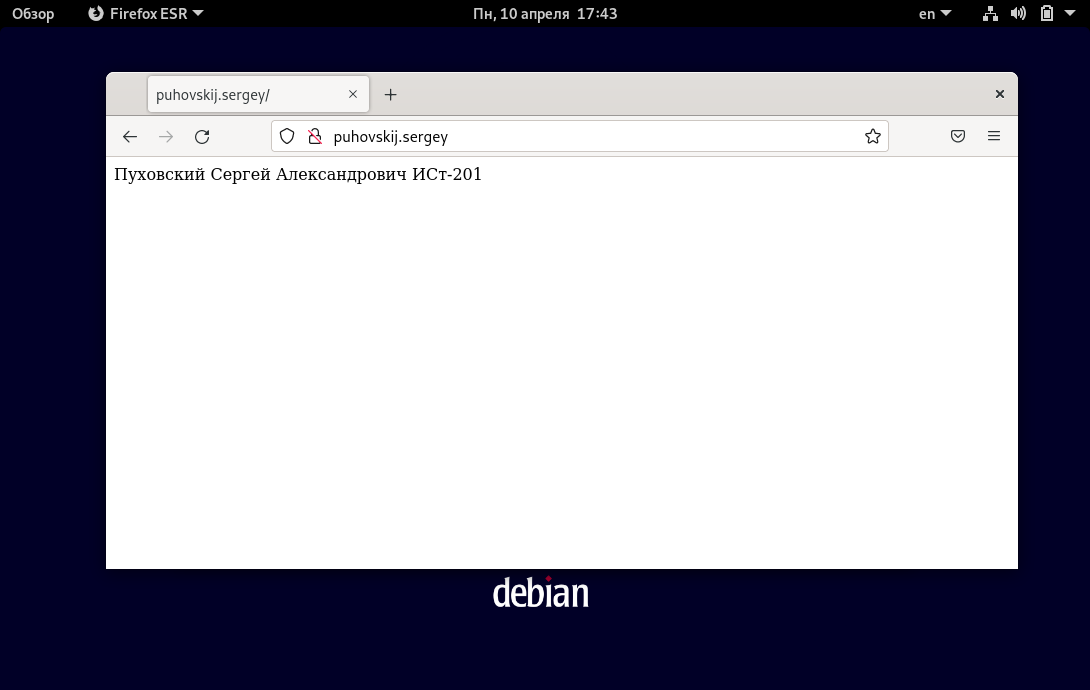 Обзор Firefox ESR Пн, 10 апреля 17:43 en
puhovskij.sergey/
puhovskij.sergey
Пуховский Сергей Александрович ИСт-201
debian